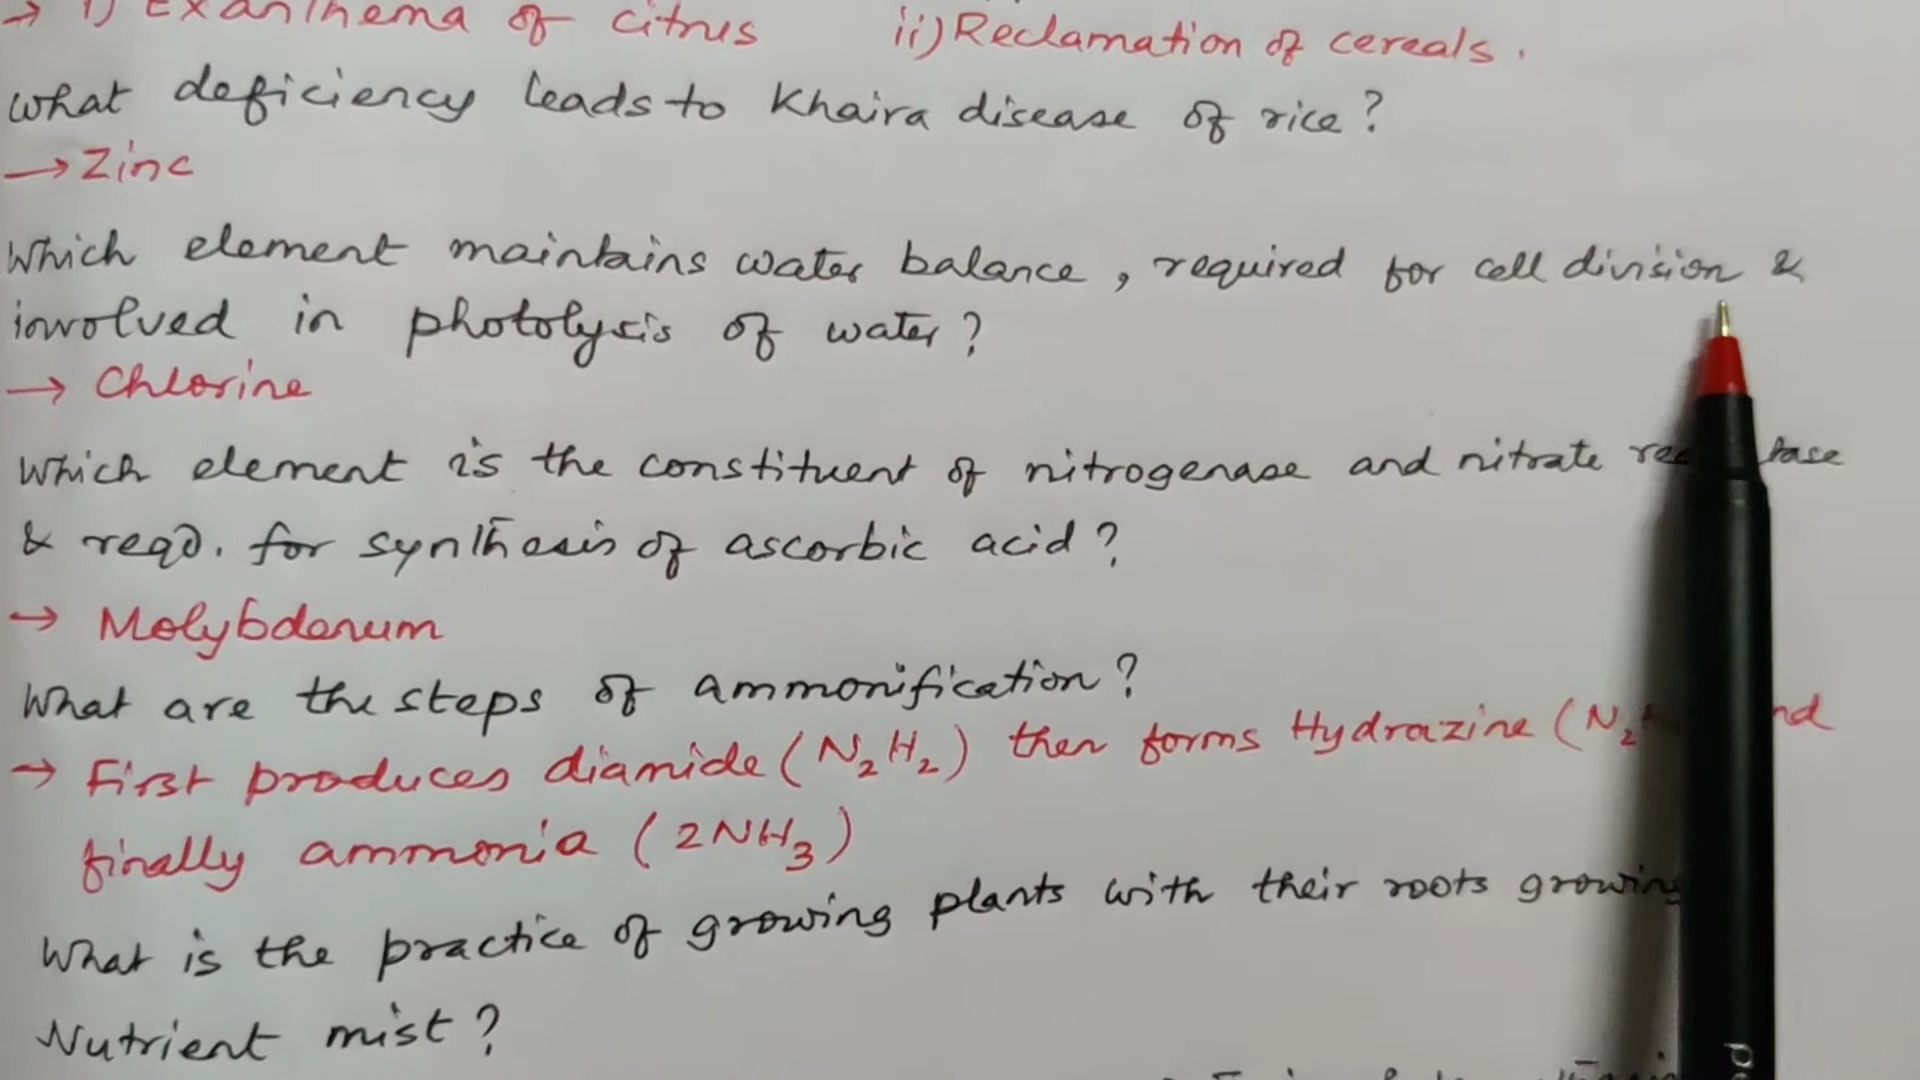 → i) Exanthema of citrus ii) Reclamation of cereals.
What deficiency leads to Khaira disease of rice?
→ Zinc
Which element maintains water balance, required for cell division &
involved in photolysis of water?
→ Chlorine
Which element is the constituent of nitrogenase and nitrate
& reqd. for synthesis of ascorbic acid?
→ Molybdenum
What are the steps of ammonification?
→ First produces diamide (N₂H₂) then forms Hydrazine (N₂
finally ammonia (2NH₃)
What is the practice of growing plants with their roots growing
Nutrient mist?